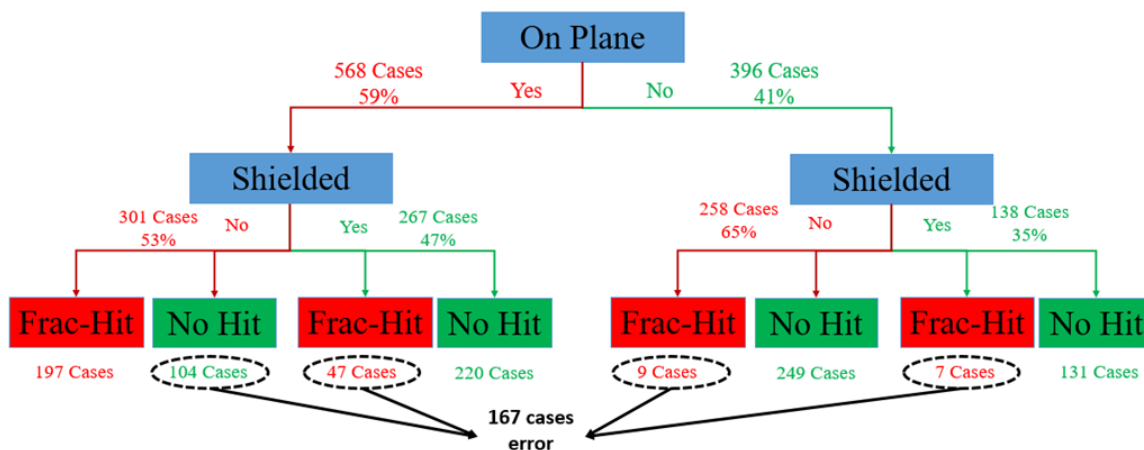 On Plane
568 Cases
59%
Yes
No
396 Cases
41%
Shielded
Shielded
301 Cases
53%
No
Yes
267 Cases
47%
258 Cases
65%
No
Yes
138 Cases
35%
Frac-Hit
No Hit
Frac-Hit
No Hit
Frac-Hit
No Hit
Frac-Hit
No Hit
197 Cases
104 Cases
47 Cases
220 Cases
9 Cases
249 Cases
7 Cases
131 Cases
167 cases
error